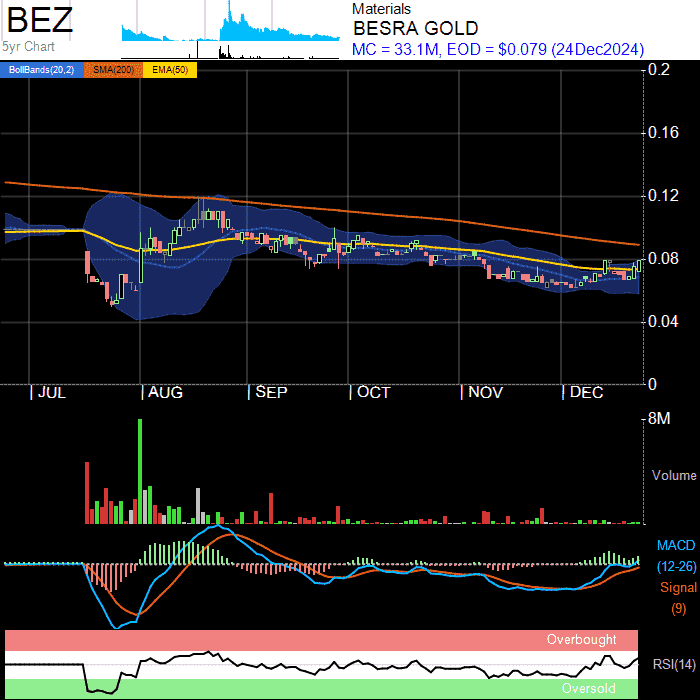 BEZ
5yr Chart
Materials
BESRA GOLD
MC = 33.1M, EOD = $0.079 (24Dec2024)
BollBands(20,2) SMA(200) EMA(50)
0.2
0.16
0.12
0.08
0.04
0
JUL AUG SEP OCT NOV DEC
8M
Volume
MACD
(12-26)
Signal
(9)
Overbought
RSI(14)
Oversold